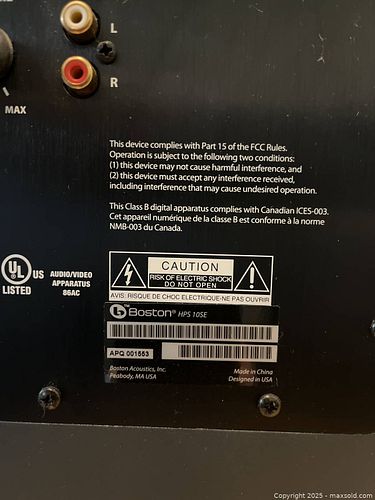 L
R
MAX
This device complies with Part 15 of the FCC Rules.
Operation is subject to the following two conditions:
(1) this device may not cause harmful interference, and
(2) this device must accept any interference received,
including interference that may cause undesired operation.
This Class B digital apparatus complies with Canadian ICES-003.
Cet appareil numérique de la classe B est conforme à la norme
NMB-003 du Canada.
UL US
LISTED
AUDIO/VIDEO
APPARATUS
86AC
CAUTION
RISK OF ELECTRIC SHOCK
DO NOT OPEN
AVIS: RISQUE DE CHOC ELECTRIQUE-NE PAS OUVRIR
Boston® HPS 10SE
APQ 001553
Boston Acoustics, Inc.
Peabody, MA USA
Made in China
Designed in USA
Copyright 2025 - maxsold.com